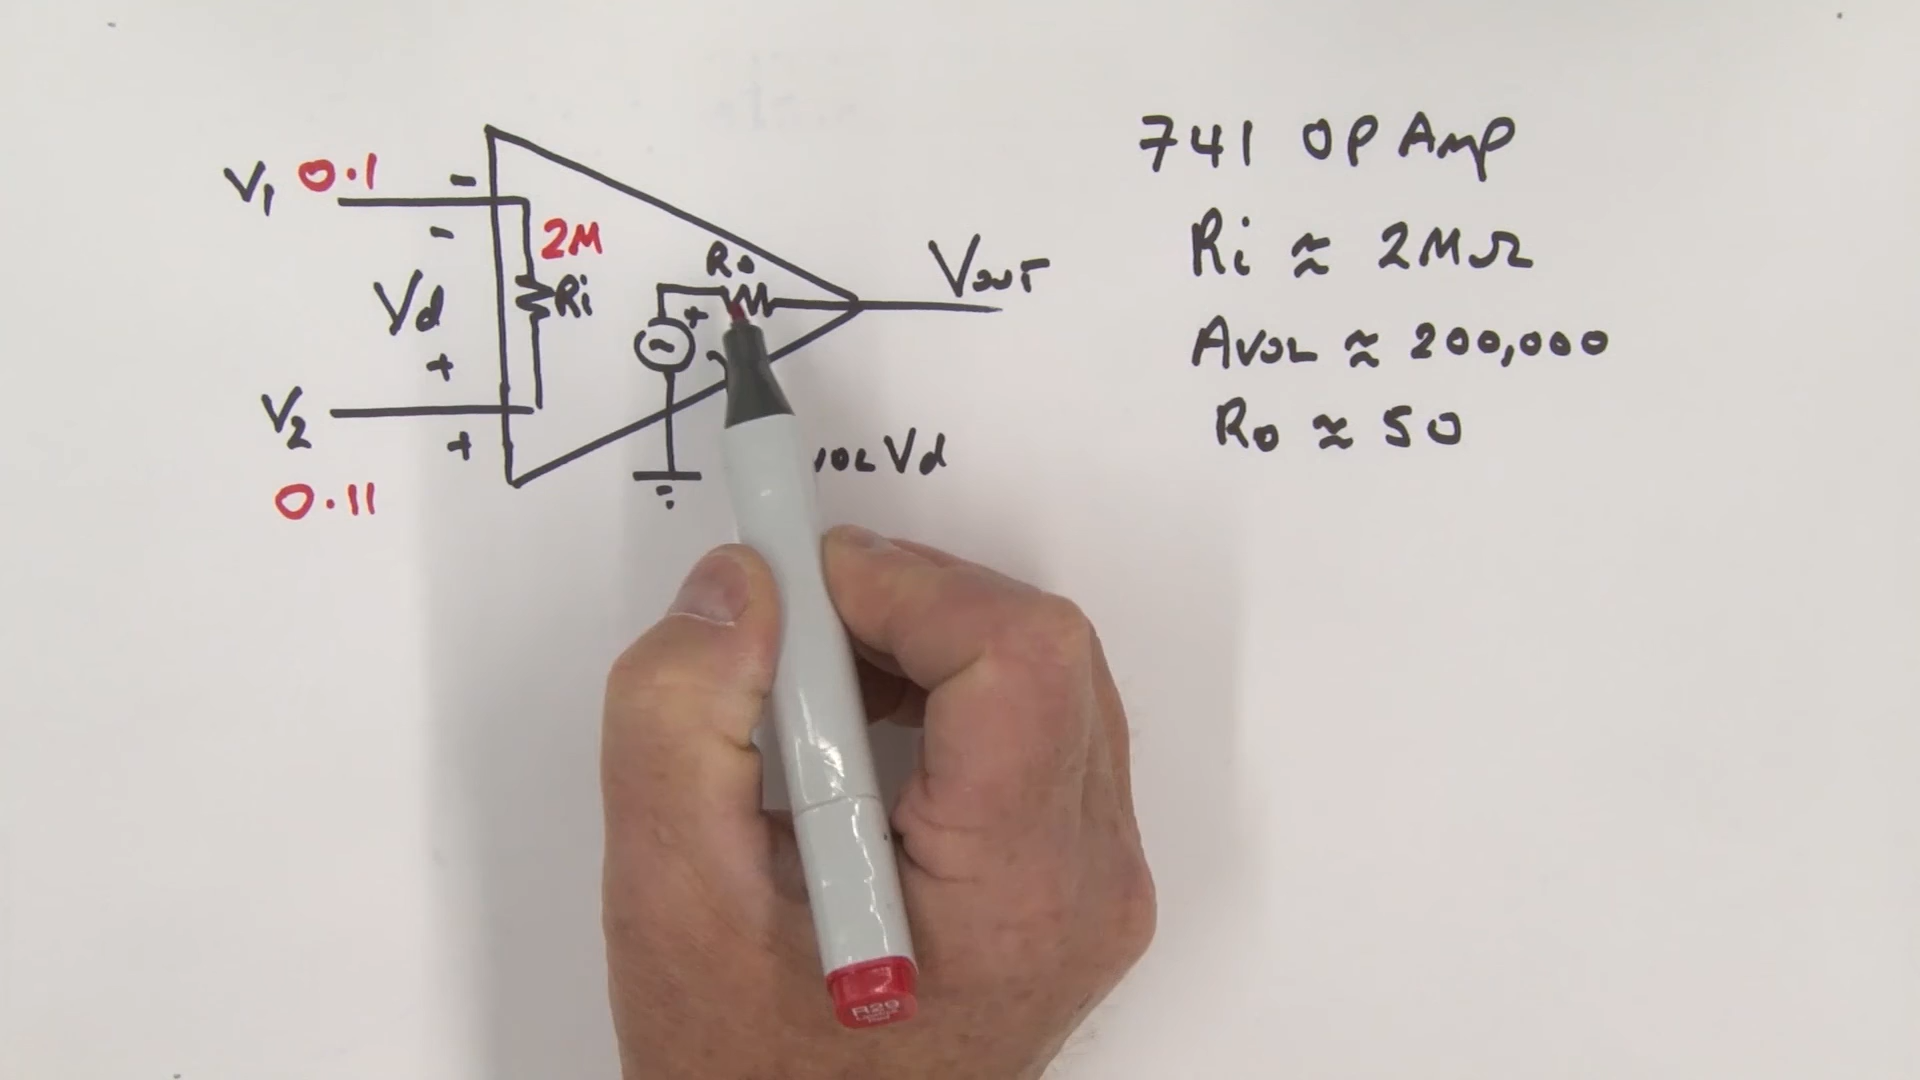 V1 0.1
-
-
2M
Ri
Vd
+
V2
+
0.11
Ro
+
Vout
Vd
741 OP Amp
Ri ≈ 2MΩ
Avol ≈ 200,000
Ro ≈ 50
R29